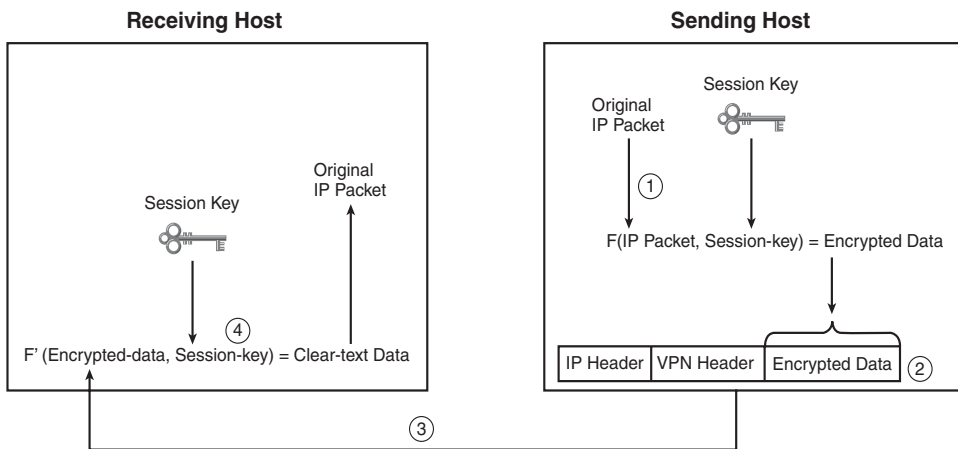 Receiving Host
Sending Host
Session Key
Original
IP Packet
1
F(IP Packet, Session-key) = Encrypted Data
IP Header
VPN Header
Encrypted Data
2
Original
IP Packet
Session Key
4
F' (Encrypted-data, Session-key) = Clear-text Data
3